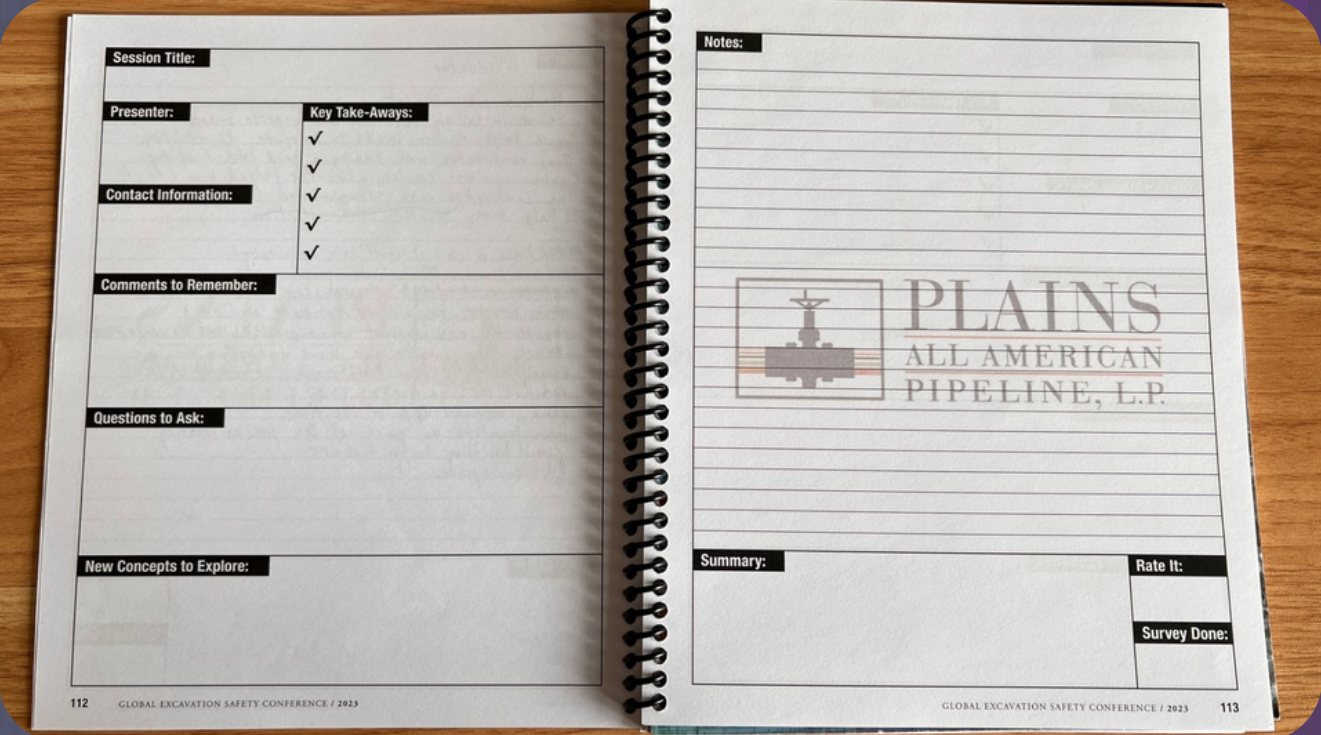 Session Title:
Presenter:
Key Take-Aways:
Contact Information:
Comments to Remember:
Questions to Ask:
New Concepts to Explore:
112 GLOBAL EXCAVATION SAFETY CONFERENCE / 2023
Notes:
PLAINS
ALL AMERICAN
PIPELINE, L.P.
Summary:
Rate It:
Survey Done:
GLOBAL EXCAVATION SAFETY CONFERENCE / 2023 113